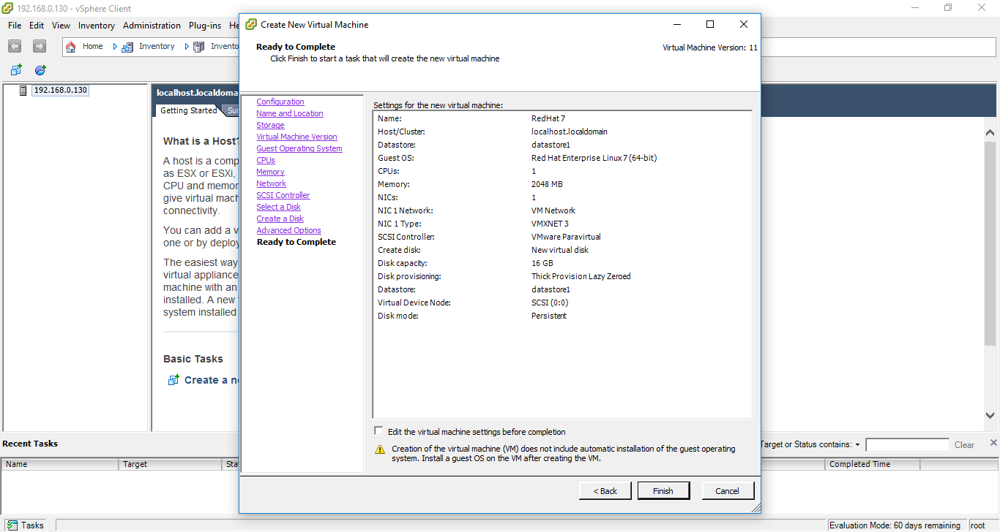 192.168.0.130 - vSphere Client
File Edit View Inventory Administration Plug-ins He
Home Inventory Invento
192.168.0.130
localhost.localdoma
Getting Started Sur
What is a Host?
A host is a comp
as ESX or ESXi,
CPU and memor
give virtual mach
connectivity.
You can add a v
one or by deploy
The easiest way
virtual appliance
machine with an
installed. A new
system installed
Basic Tasks
Create a ne
Create New Virtual Machine
Ready to Complete
Click Finish to start a task that will create the new virtual machine
Virtual Machine Version: 11
Configuration
Name and Location
Storage
Virtual Machine Version
Guest Operating System
CPUs
Memory
Network
SCSI Controller
Select a Disk
Create a Disk
Advanced Options
Ready to Complete
Settings for the new virtual machine:
Name: RedHat 7
Host/Cluster: localhost.localdomain
Datastore: datastore1
Guest OS: Red Hat Enterprise Linux 7 (64-bit)
CPUs: 1
Memory: 2048 MB
NICs: 1
NIC 1 Network: VM Network
NIC 1 Type: VMXNET 3
SCSI Controller: VMware Paravirtual
Create disk: New virtual disk
Disk capacity: 16 GB
Disk provisioning: Thick Provision Lazy Zeroed
Datastore: datastore1
Virtual Device Node: SCSI (0:0)
Disk mode: Persistent
Edit the virtual machine settings before completion
Creation of the virtual machine (VM) does not include automatic installation of the guest operating
system. Install a guest OS on the VM after creating the VM.
< Back Finish Cancel
Recent Tasks
Target or Status contains: Clear
Name Target Sta Completed Time
Tasks Evaluation Mode: 60 days remaining root